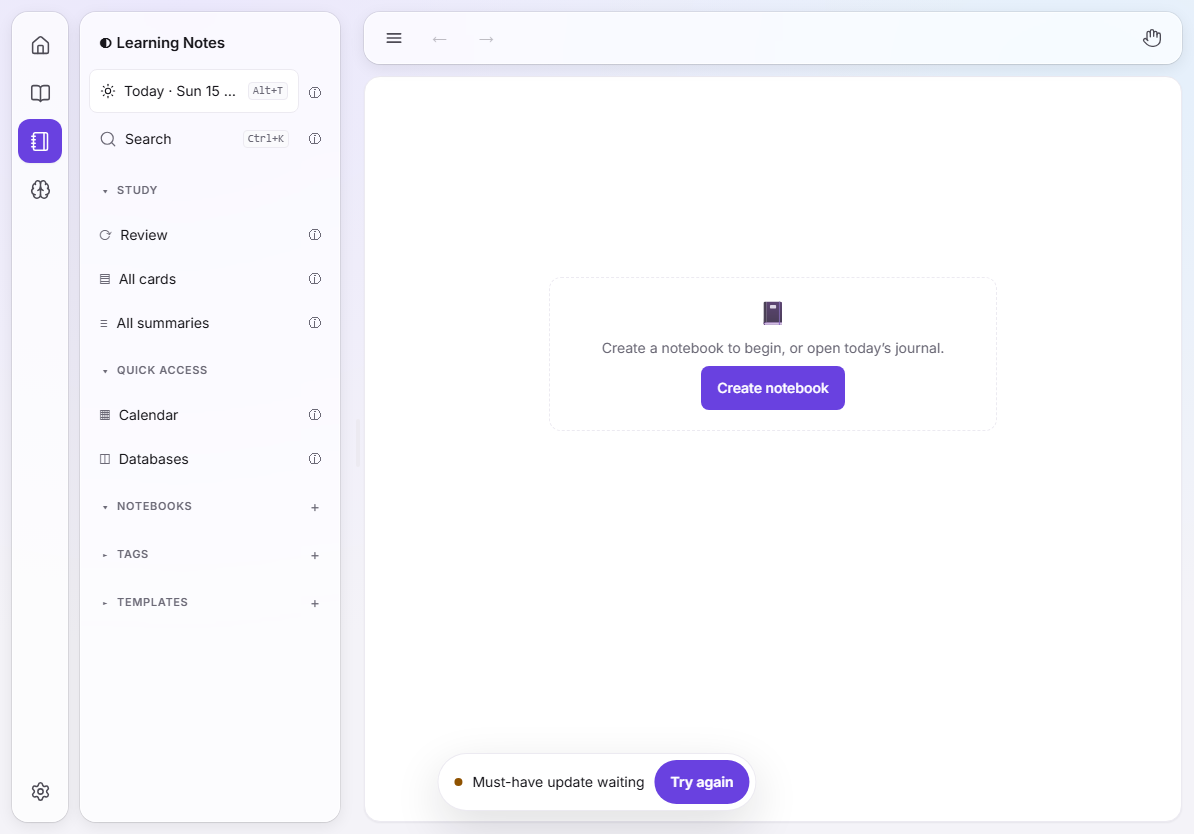 Learning Notes
Today · Sun 15 ...
Alt+T
Search
Ctrl+K
STUDY
Review
All cards
All summaries
QUICK ACCESS
Calendar
Databases
NOTEBOOKS
TAGS
TEMPLATES
Create a notebook to begin, or open today’s journal.
Create notebook
Must-have update waiting
Try again